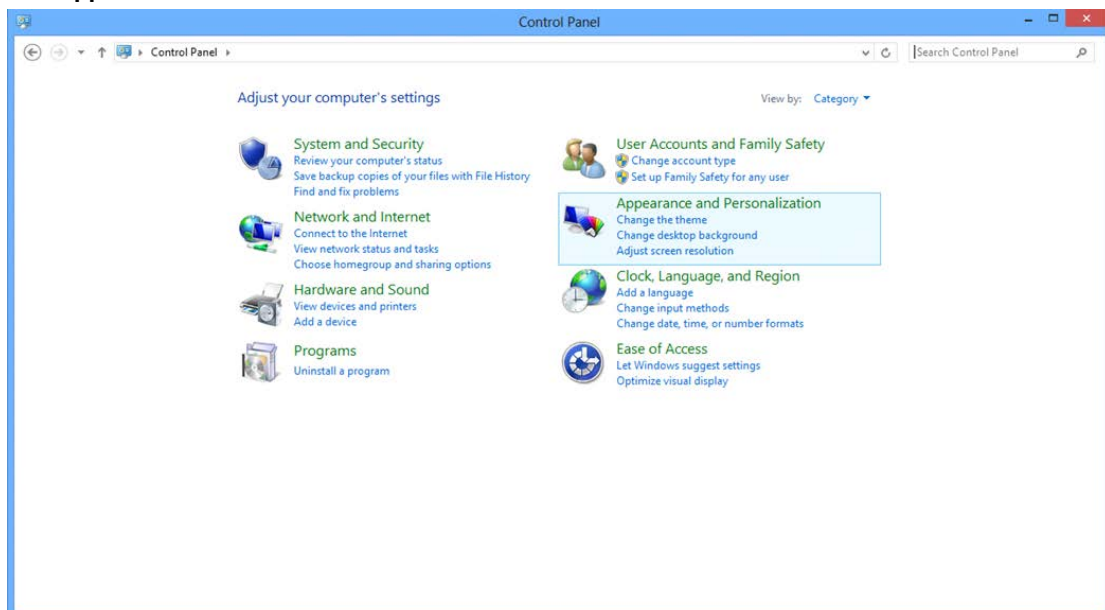 Control Panel
Control Panel
Search Control Panel
Adjust your computer's settings
View by: Category
System and Security
Review your computer's status
Save backup copies of your files with File History
Find and fix problems
Network and Internet
Connect to the Internet
View network status and tasks
Choose homegroup and sharing options
Hardware and Sound
View devices and printers
Add a device
Programs
Uninstall a program
User Accounts and Family Safety
Change account type
Set up Family Safety for any user
Appearance and Personalization
Change the theme
Change desktop background
Adjust screen resolution
Clock, Language, and Region
Add a language
Change input methods
Change date, time, or number formats
Ease of Access
Let Windows suggest settings
Optimize visual display